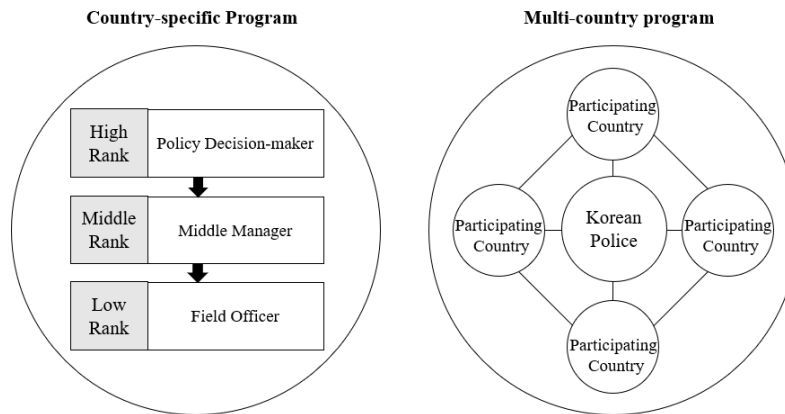 Country-specific Program
High
Rank
Policy Decision-maker
Middle
Rank
Middle Manager
Low
Rank
Field Officer
Multi-country program
Participating
Country
Participating
Country
Korean
Police
Participating
Country
Participating
Country